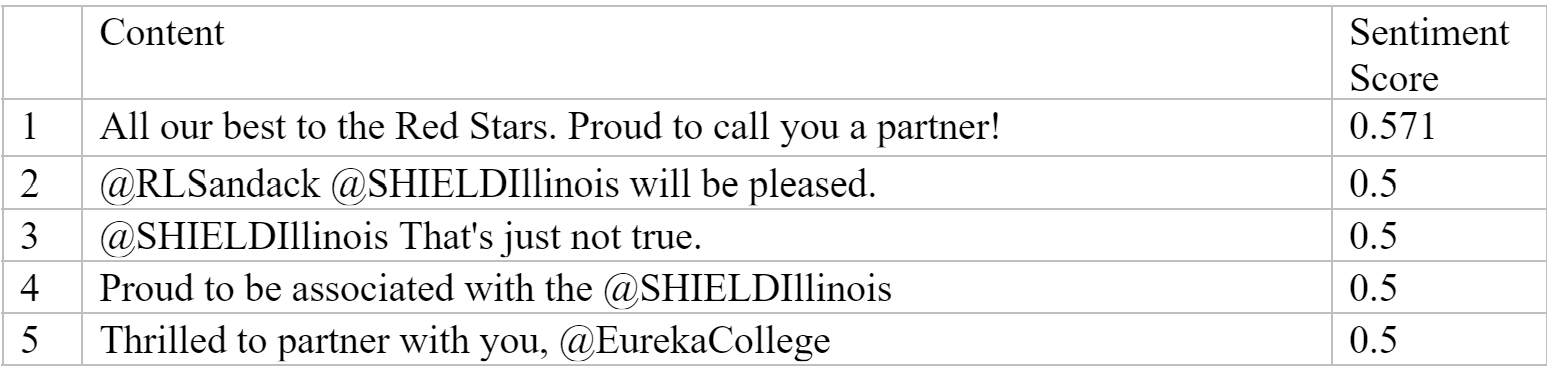 Content Sentiment Score
1 All our best to the Red Stars. Proud to call you a partner! 0.571
2 @RLSandack @SHIELDIllinois will be pleased. 0.5
3 @SHIELDIllinois That's just not true. 0.5
4 Proud to be associated with the @SHIELDIllinois 0.5
5 Thrilled to partner with you, @EurekaCollege 0.5